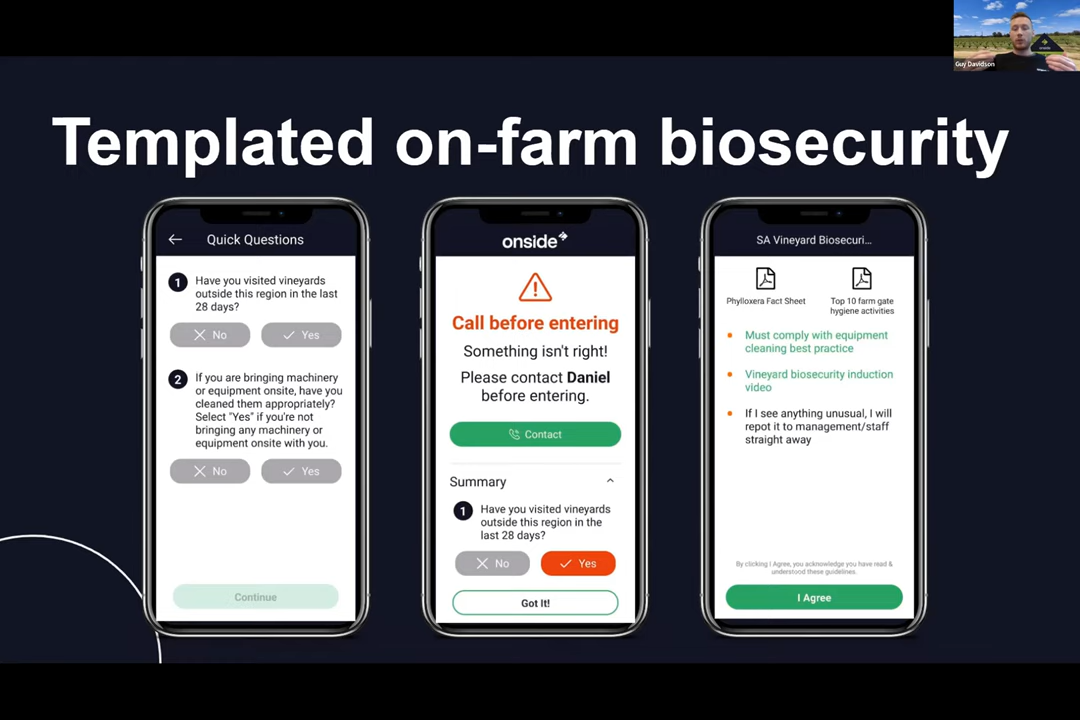 Guy Davidson
onside
Templated on-farm biosecurity
Quick Questions
1
Have you visited vineyards
outside this region in the last
28 days?
No
Yes
2
If you are bringing machinery
or equipment onsite, have you
cleaned them appropriately?
Select "Yes" if you're not
bringing any machinery or
equipment onsite with you.
No
Yes
Continue
onside
Call before entering
Something isn't right!
Please contact Daniel
before entering.
Contact
Summary
1
Have you visited vineyards
outside this region in the
last 28 days?
No
Yes
Got It!
SA Vineyard Biosecuri...
Phylloxera Fact Sheet
Top 10 farm gate
hygiene activities
Must comply with equipment
cleaning best practice
Vineyard biosecurity induction
video
If I see anything unusual, I will
repot it to management/staff
straight away
By clicking I Agree, you acknowledge you have read &
understood these guidelines.
I Agree